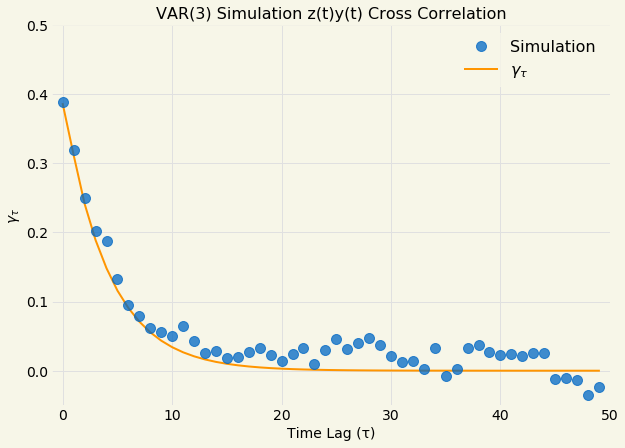 VAR(3) Simulation z(t)y(t) Cross Correlation
Simulation
γτ
γτ
0.5
0.4
0.3
0.2
0.1
0.0
0 10 20 30 40 50
Time Lag (τ)